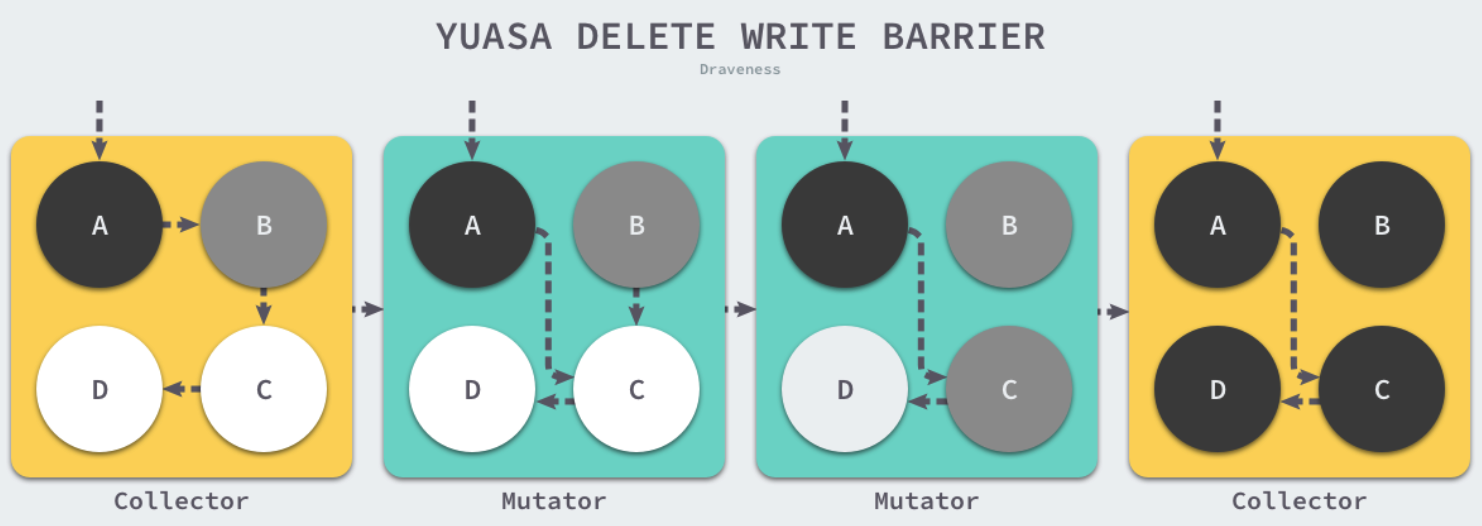 YUASA DELETE WRITE BARRIER
Draveness
A B
D C
A B
D C
A B
D C
A B
D C
Collector
Mutator
Mutator
Collector